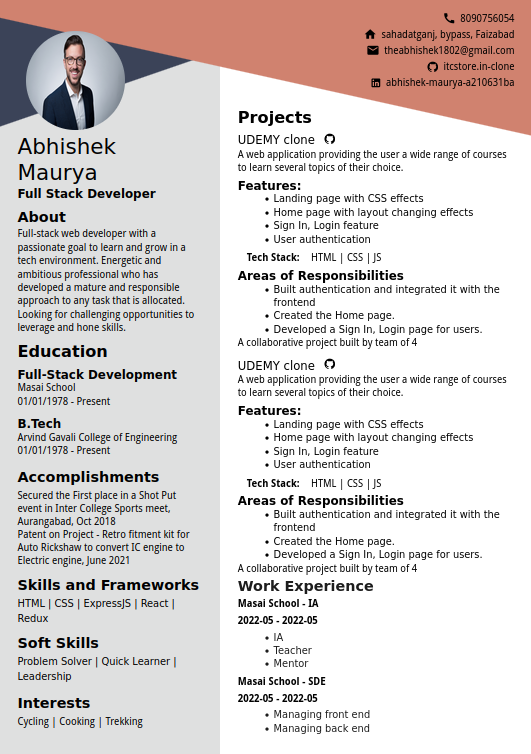 8090756054
sahadatganj, bypass, Faizabad
theabhishek1802@gmail.com
itcstore.in-clone
abhishek-maurya-a210631ba
Abhishek
Maurya
Full Stack Developer
About
Full-stack web developer with a
passionate goal to learn and grow in a
tech environment. Energetic and
ambitious professional who has
developed a mature and responsible
approach to any task that is allocated.
Looking for challenging opportunities to
leverage and hone skills.
Education
Full-Stack Development
Masai School
01/01/1978 - Present
B.Tech
Arvind Gavali College of Engineering
01/01/1978 - Present
Accomplishments
Secured the First place in a Shot Put
event in Inter College Sports meet,
Aurangabad, Oct 2018
Patent on Project - Retro fitment kit for
Auto Rickshaw to convert IC engine to
Electric engine, June 2021
Skills and Frameworks
HTML | CSS | ExpressJS | React |
Redux
Soft Skills
Problem Solver | Quick Learner |
Leadership
Interests
Cycling | Cooking | Trekking
Projects
UDEMY clone
A web application providing the user a wide range of courses
to learn several topics of their choice.
Features:
• Landing page with CSS effects
• Home page with layout changing effects
• Sign In, Login feature
• User authentication
Tech Stack: HTML | CSS | JS
Areas of Responsibilities
• Built authentication and integrated it with the
frontend
• Created the Home page.
• Developed a Sign In, Login page for users.
A collaborative project built by team of 4
UDEMY clone
A web application providing the user a wide range of courses
to learn several topics of their choice.
Features:
• Landing page with CSS effects
• Home page with layout changing effects
• Sign In, Login feature
• User authentication
Tech Stack: HTML | CSS | JS
Areas of Responsibilities
• Built authentication and integrated it with the
frontend
• Created the Home page.
• Developed a Sign In, Login page for users.
A collaborative project built by team of 4
Work Experience
Masai School - IA
2022-05 - 2022-05
• IA
• Teacher
• Mentor
Masai School - SDE
2022-05 - 2022-05
• Managing front end
• Managing back end